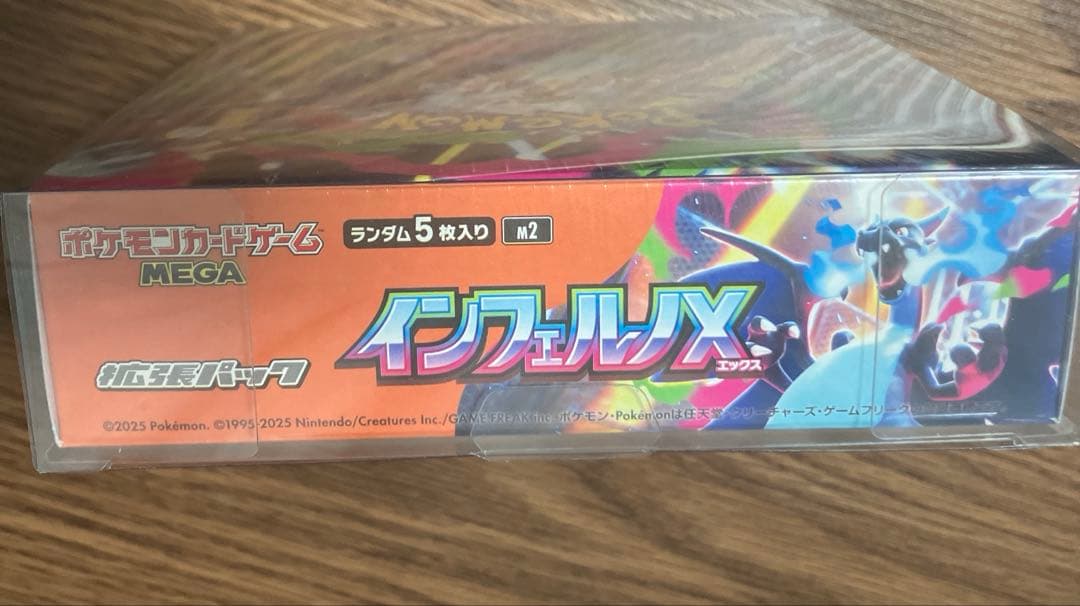 POKÉMON
ポケモンカードゲーム
MEGA
ランダム5枚入り
M2
インフェルノX
エックス
拡張パック
©2025 Pokémon. ©1995-2025 Nintendo/Creatures Inc./GAME FREAK inc. ポケモン・Pokémonは任天堂・クリーチャーズ・ゲームフリークの